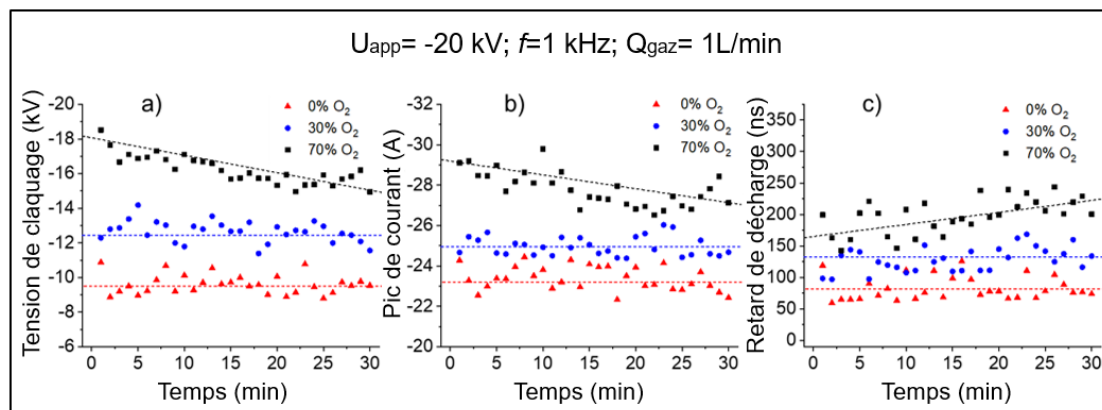 Uapp= -20 kV; f=1 kHz; Qgaz= 1L/min
a)
0% O2
30% O2
70% O2
Tension de claquage (kV)
-20
-18
-16
-14
-12
-10
-8
-6
0 5 10 15 20 25 30
Temps (min)
b)
0% O2
30% O2
70% O2
Pic de courant (A)
-32
-30
-28
-26
-24
-22
-20
0 5 10 15 20 25 30
Temps (min)
c)
0% O2
30% O2
70% O2
Retard de décharge (ns)
350
300
250
200
150
100
50
0
0 5 10 15 20 25 30
Temps (min)